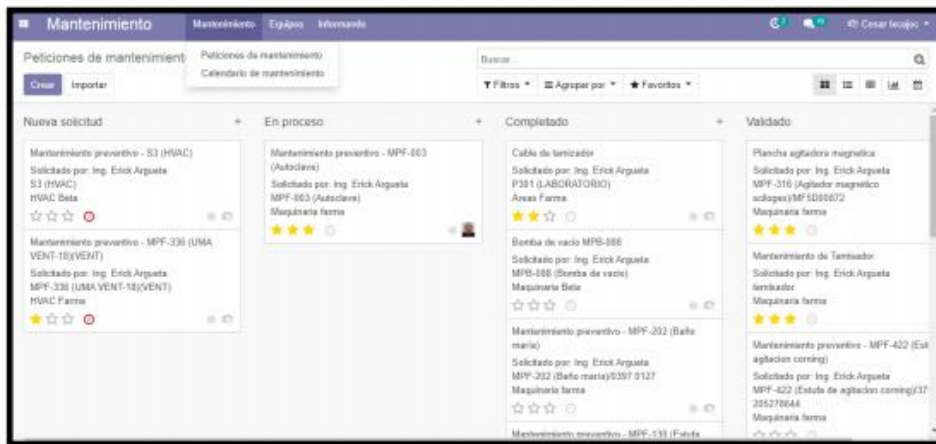 Mantenimiento
Mantenimiento Equipos Informando
Cesar
Peticiones de mantenimiento
Peticiones de mantenimiento
Calendario de mantenimiento
Buscar...
Crear Importar
Filtros Agrupar por Favoritos
Nueva solicitud +
Mantenimiento preventivo - S3 (HVAC)
Solicitado por: Ing. Erick Argueta
S3 (HVAC)
HVAC Beta
Mantenimiento preventivo - MPF-336 (UMA
VENT-18)(VENT)
Solicitado por: Ing. Erick Argueta
MPF-336 (UMA VENT-18)(VENT)
HVAC Farma
En proceso +
Mantenimiento preventivo - MPF-003
(Autoclave)
Solicitado por: Ing. Erick Argueta
MPF-003 (Autoclave)
Maquinaria farma
Completado +
Cable de tamizador
Solicitado por: Ing. Erick Argueta
P301 (LABORATORIO)
Areas Farma
Bomba de vacio MPB-088
Solicitado por: Ing. Erick Argueta
MPB-088 (Bomba de vacio)
Maquinaria Beta
Mantenimiento preventivo - MPF-202 (Baño
maria)
Solicitado por: Ing. Erick Argueta
MPF-202 (Baño maria)/0397 0127
Maquinaria farma
Mantenimiento preventivo - MPF-139 (Estufa
Validado
Plancha agitadora magnetica
Solicitado por: Ing. Erick Argueta
MPF-316 (Agitador magnetico
scilogex)/MF5D00872
Maquinaria farma
Mantenimiento de Tamisador
Solicitado por: Ing. Erick Argueta
Maquinaria farma
Mantenimiento preventivo - MPF-422 (Est
agitacion corning)
Solicitado por: Ing. Erick Argueta
MPF-422 (Estufa de agitacion corning)/37
205278644
Maquinaria farma